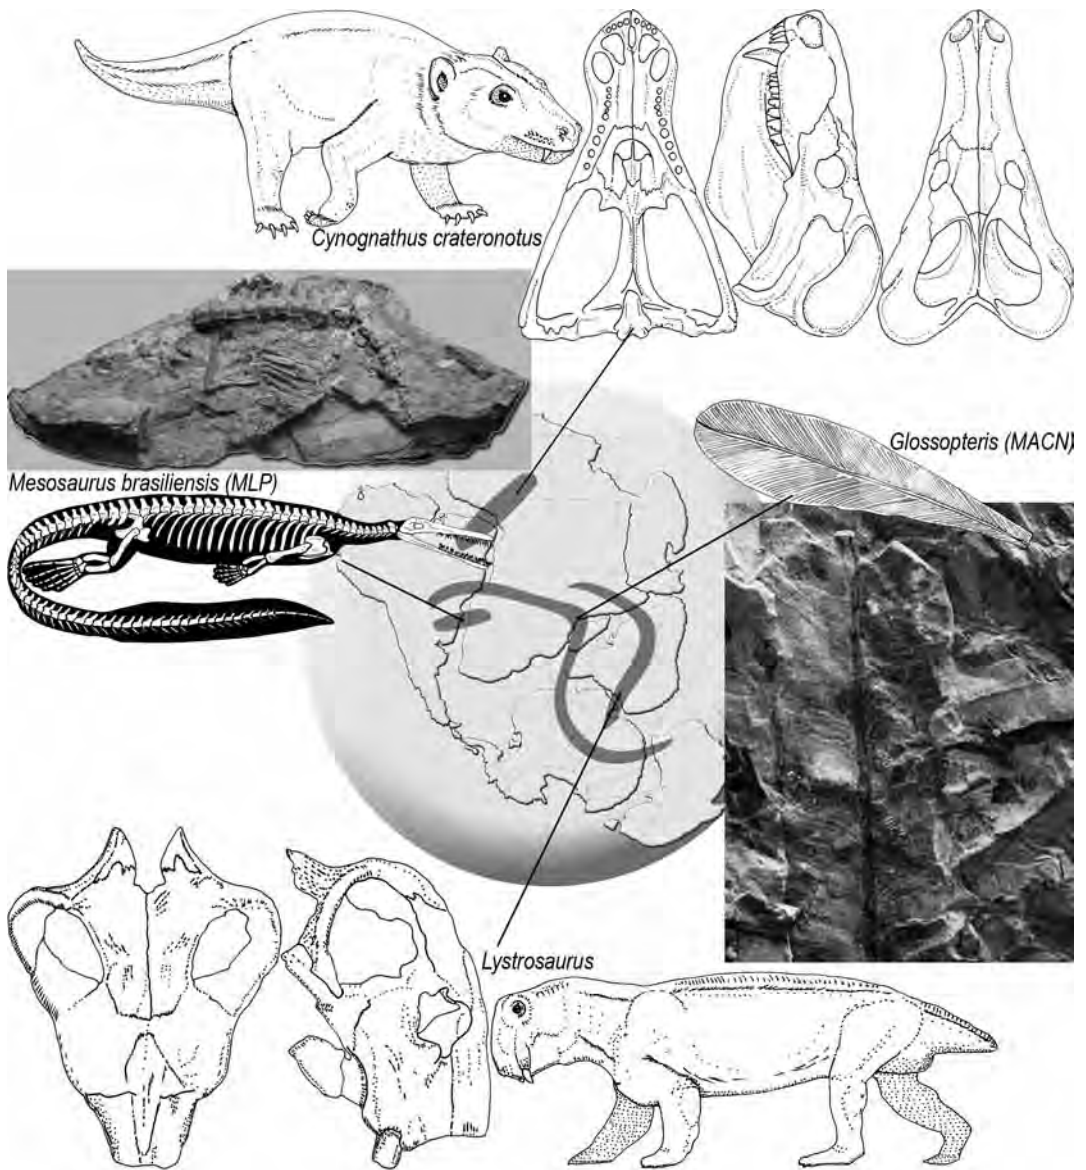 Cynognathus crateronotus
Glossopteris (MACN)
Mesosaurus brasiliensis (MLP)
Lystrosaurus